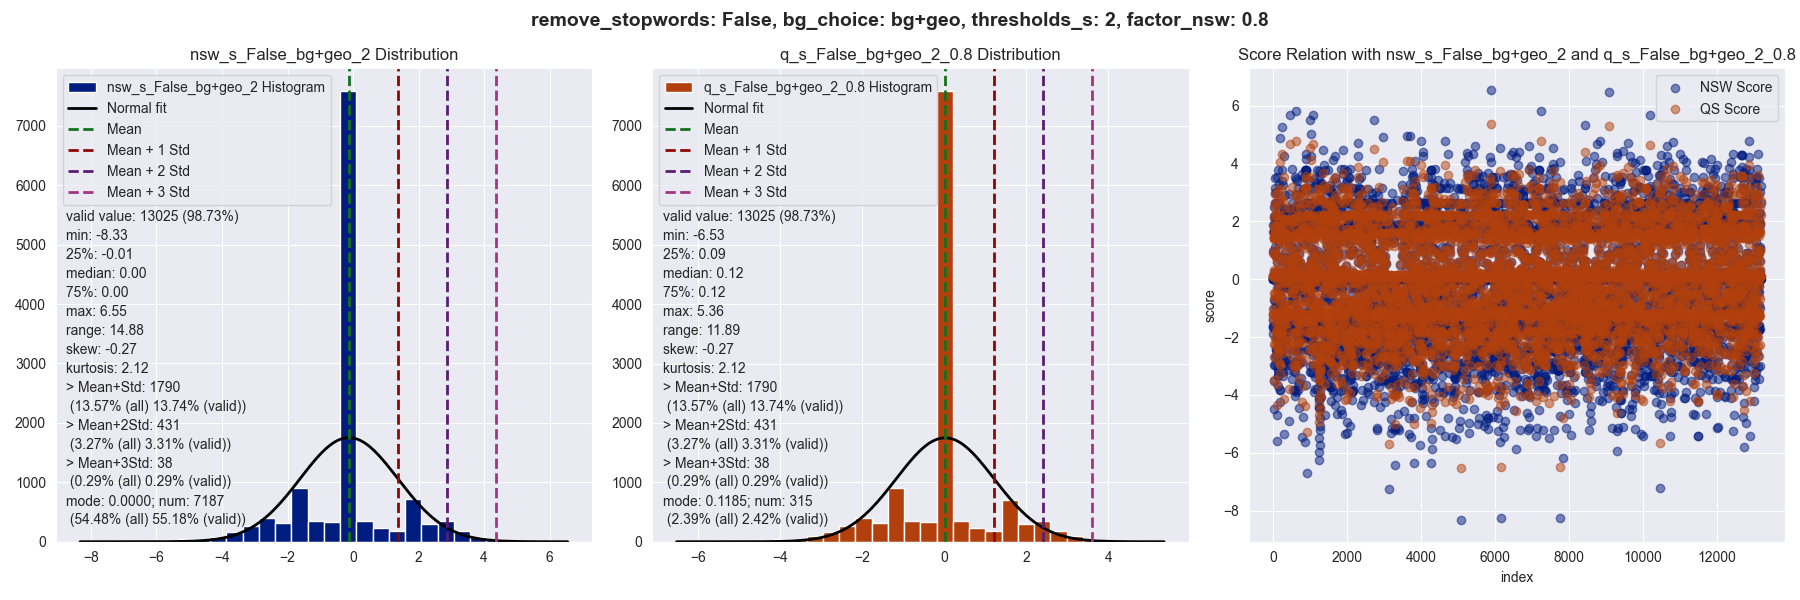 remove_stopwords: False, bg_choice: bg+geo, thresholds_s: 2, factor_nsw: 0.8
nsw_s_False_bg+geo_2 Distribution
nsw_s_False_bg+geo_2 Histogram
Normal fit
Mean
Mean + 1 Std
Mean + 2 Std
Mean + 3 Std
valid value: 13025 (98.73%)
min: -8.33
25%: -0.01
median: 0.00
75%: 0.00
max: 6.55
range: 14.88
skew: -0.27
kurtosis: 2.12
> Mean+Std: 1790
(13.57% (all) 13.74% (valid))
> Mean+2Std: 431
(3.27% (all) 3.31% (valid))
> Mean+3Std: 38
(0.29% (all) 0.29% (valid))
mode: 0.0000; num: 7187
(54.48% (all) 55.18% (valid))
7000
6000
5000
4000
3000
2000
1000
0
−8 −6 −4 −2 0 2 4 6
q_s_False_bg+geo_2_0.8 Distribution
q_s_False_bg+geo_2_0.8 Histogram
Normal fit
Mean
Mean + 1 Std
Mean + 2 Std
Mean + 3 Std
valid value: 13025 (98.73%)
min: -6.53
25%: 0.09
median: 0.12
75%: 0.12
max: 5.36
range: 11.89
skew: -0.27
kurtosis: 2.12
> Mean+Std: 1790
(13.57% (all) 13.74% (valid))
> Mean+2Std: 431
(3.27% (all) 3.31% (valid))
> Mean+3Std: 38
(0.29% (all) 0.29% (valid))
mode: 0.1185; num: 315
(2.39% (all) 2.42% (valid))
7000
6000
5000
4000
3000
2000
1000
0
−6 −4 −2 0 2 4
Score Relation with nsw_s_False_bg+geo_2 and q_s_False_bg+geo_2_0.8
NSW Score
QS Score
score
6
4
2
0
−2
−4
−6
−8
0 2000 4000 6000 8000 10000 12000
index